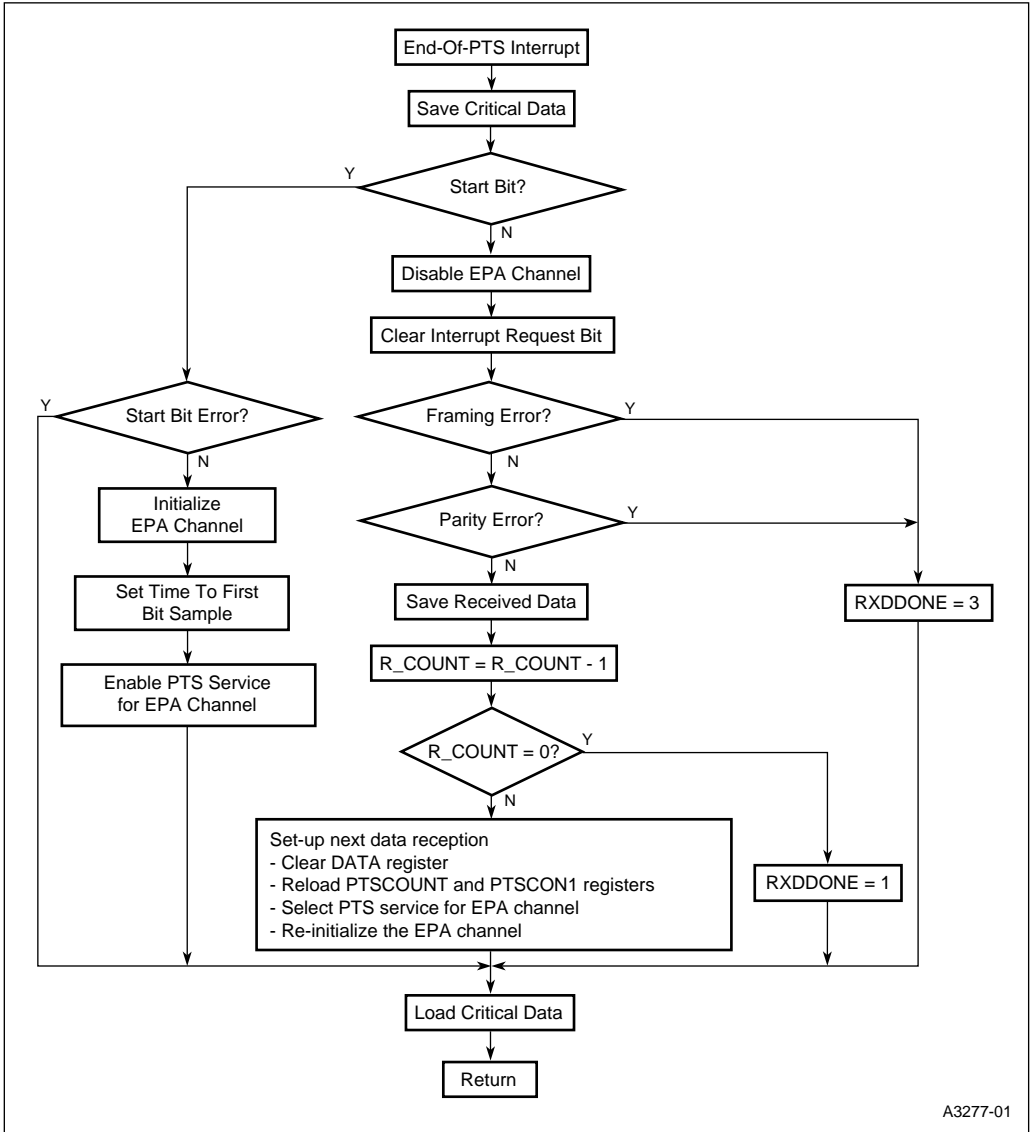 End-Of-PTS Interrupt
Save Critical Data
Y
Start Bit?
N
Disable EPA Channel
Clear Interrupt Request Bit
Y
Start Bit Error?
N
Framing Error?
Y
N
Initialize
EPA Channel
Parity Error?
Y
N
Set Time To First
Bit Sample
Save Received Data
RXDDONE = 3
R_COUNT = R_COUNT - 1
Enable PTS Service
for EPA Channel
R_COUNT = 0?
Y
N
Set-up next data reception
- Clear DATA register
- Reload PTSCOUNT and PTSCON1 registers
- Select PTS service for EPA channel
- Re-initialize the EPA channel
RXDDONE = 1
Load Critical Data
Return
A3277-01